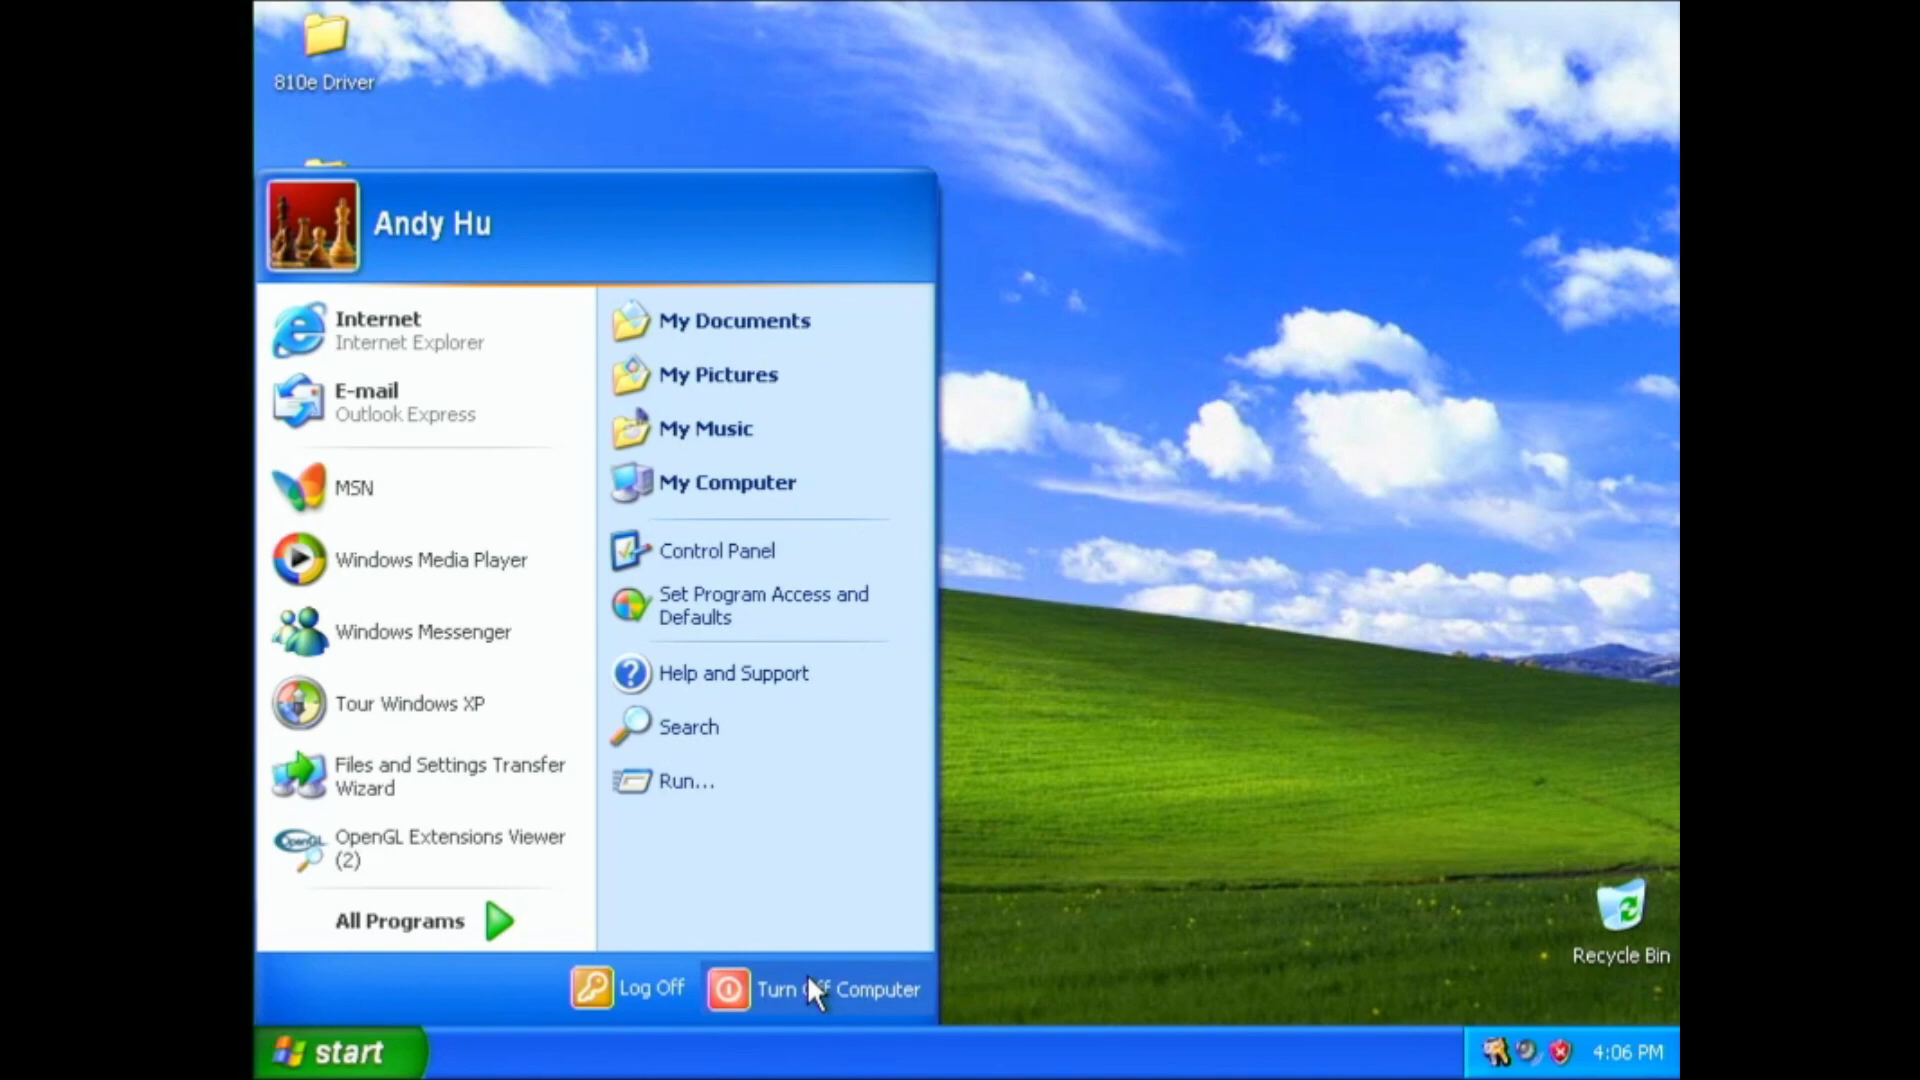 810e Driver
Andy Hu
Internet
Internet Explorer
E-mail
Outlook Express
MSN
Windows Media Player
Windows Messenger
Tour Windows XP
Files and Settings Transfer
Wizard
OpenGL Extensions Viewer
(2)
All Programs
My Documents
My Pictures
My Music
My Computer
Control Panel
Set Program Access and
Defaults
Help and Support
Search
Run...
Log Off
Turn Off Computer
Recycle Bin
start
4:06 PM
OpenGL